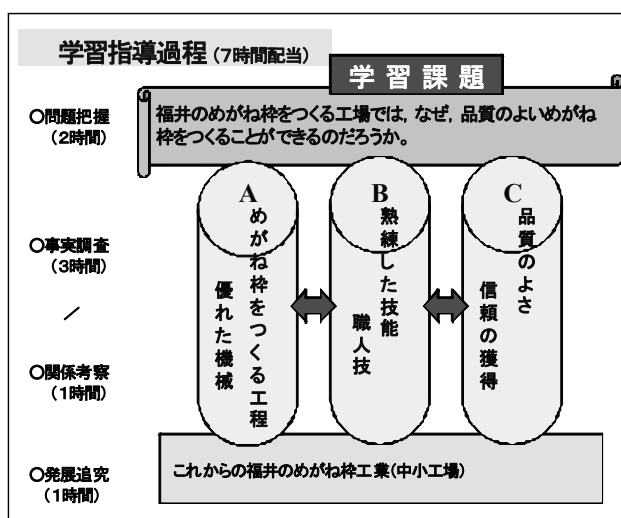 学習指導過程(7時間配当)
学習課題
福井のめがね枠をつくる工場では，なぜ，品質のよいめがね
枠をつくることができるのだろうか。
○問題把握
（2時間）
○事実調査
（3時間）
／
○関係考察
（1時間）
○発展追究
（1時間）
A
めがね枠をつくる工程
優れた機械
B
熟練した技能
職人技
C
品質のよさ
信頼の獲得
これからの福井のめがね枠工業(中小工場)